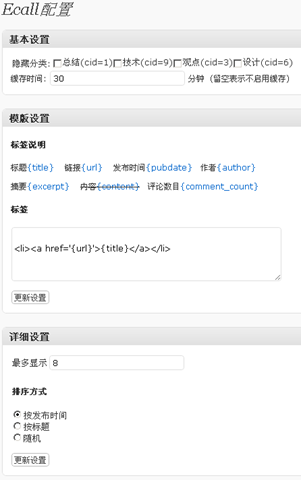 Ecall配置
基本设置
隐藏分类: 总结(cid=1) 技术(cid=9) 观点(cid=3) 设计(cid=6)
缓存时间: 30 分钟 (留空表示不启用缓存)
模版设置
标签说明
标题{title} 链接{url} 发布时间{pubdate} 作者{author}
摘要{excerpt} 内容{content} 评论数目{comment_count}
标签
<li><a href='{url}'>{title}</a></li>
更新设置
详细设置
最多显示 8
排序方式
按发布时间
按标题
随机
更新设置